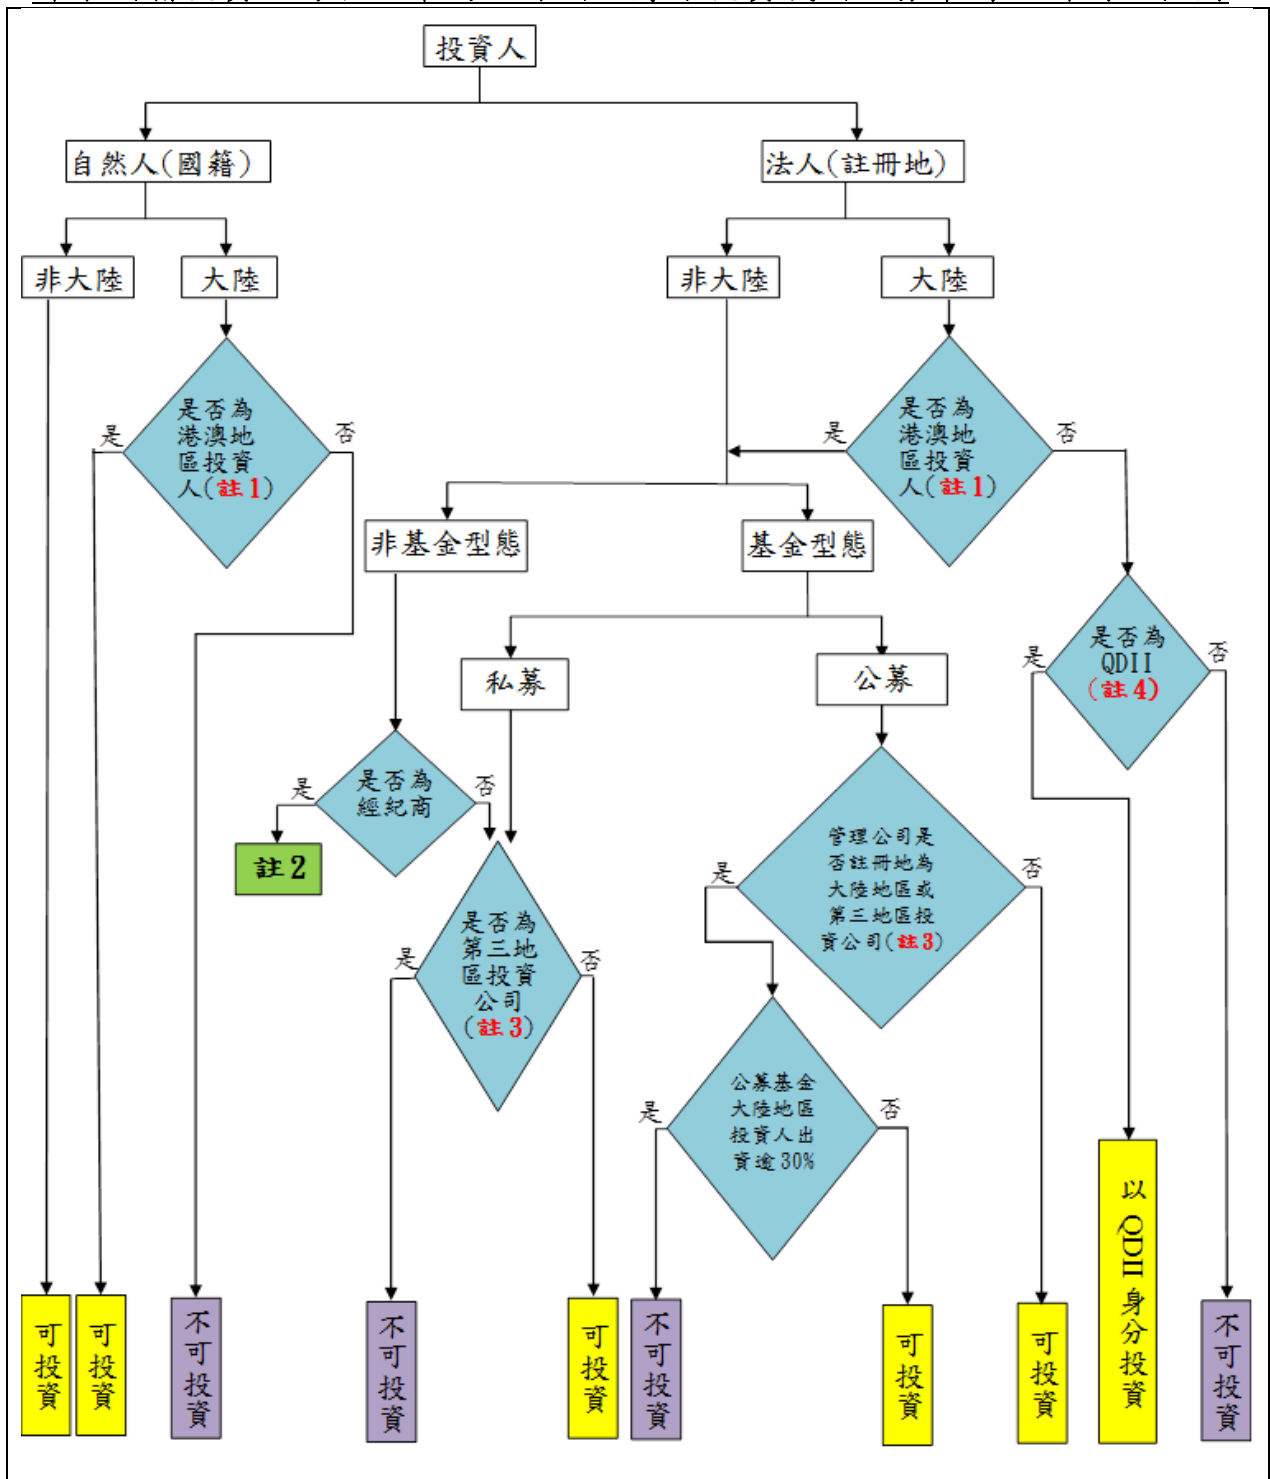 投資人
自然人(國籍)
法人(註冊地)
非大陸
大陸
非大陸
大陸
是否為
港澳地
區投資
人(註1)
是
否
是否為
港澳地
區投資
人(註1)
是
否
非基金型態
基金型態
私募
公募
是否為
QDII
(註4)
是
否
是否為
經紀商
是
否
註2
管理公司是
否註冊地為
大陸地區或
第三地區投
資公司(註3)
是
否
是否為
第三地
區投資
公司
(註3)
是
否
公募基金
大陸地區
投資人出
資逾30%
是
否
可投資
可投資
不可投資
不可投資
可投資
不可投資
可投資
可投資
以QDII身分投資
不可投資